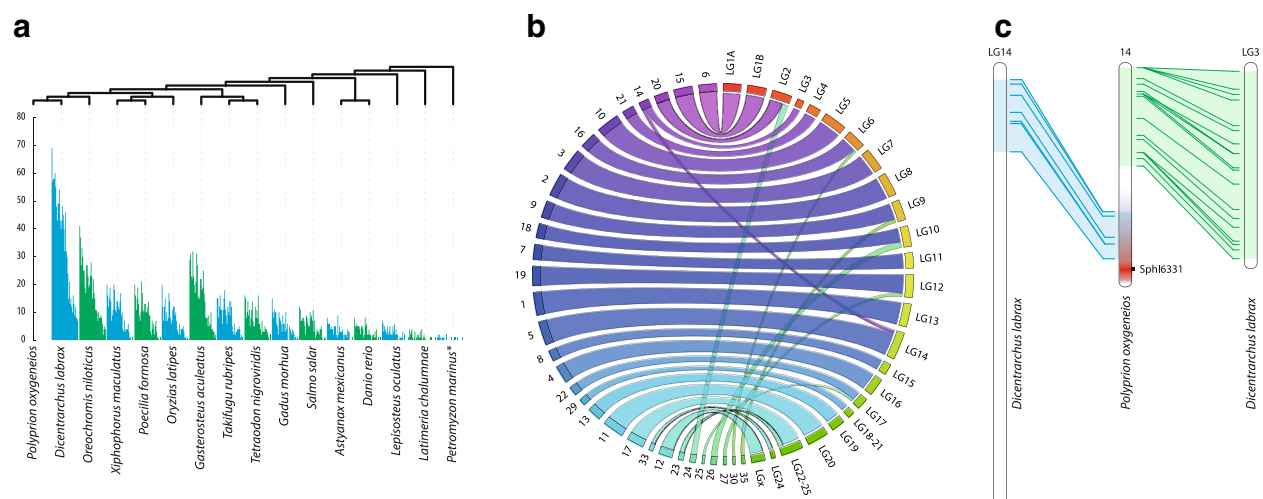 a
80
70
60
50
40
30
20
10
0
Polyprion oxygeneios
Dicentrarchus labrax
Oreochomis niloticus
Xiphophorus maculatus
Poecilia formosa
Oryzias latipes
Gasterosteus aculeatus
Takifugu rubripes
Tetraodon nigroviridis
Gadus morhua
Salmo salar
Astyanax mexicanus
Danio rerio
Lepisosteus oculatus
Latimeria chalumnae
Petromyzon marinus*
b
LG1A
LG1B
LG2
LG3
LG4
LG5
LG6
LG7
LG8
LG9
LG10
LG11
LG12
LG13
LG14
LG15
LG16
LG17
LG18-21
LG19
LG20
LG22-25
LG24
LGx
35
30
27
26
25
24
23
12
33
17
11
13
29
22
4
8
5
1
19
7
18
9
2
3
16
10
21
14
20
15
6
c
LG14
14
LG3
SphI6331
Dicentrarchus labrax
Polyprion oxygeneios
Dicentrarchus labrax